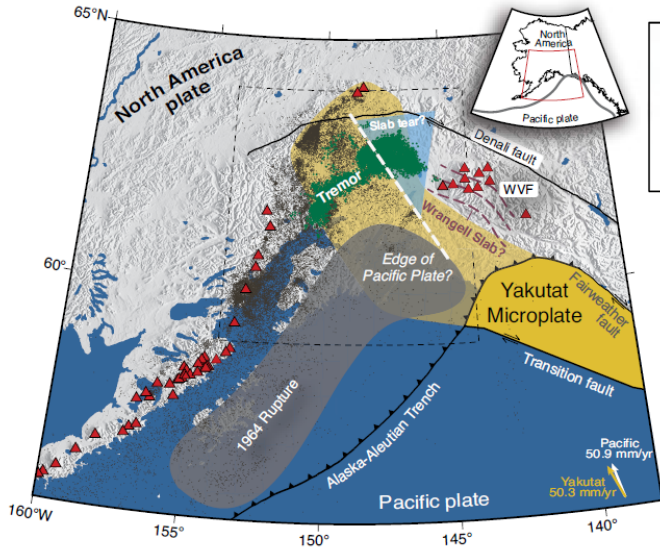 65°N
North America
plate
North
America
Pacific plate
Slab tear?
Denali fault
Tremor
WVF
Wrangell Slab?
60°
Edge of
Pacific Plate?
Yakutat
Microplate
Fairweather
fault
Transition fault
1964 Rupture
Alaska-Aleutian Trench
Pacific
50.9 mm/yr
Yakutat
50.3 mm/yr
Pacific plate
160°W
155°
150°
145°
140°